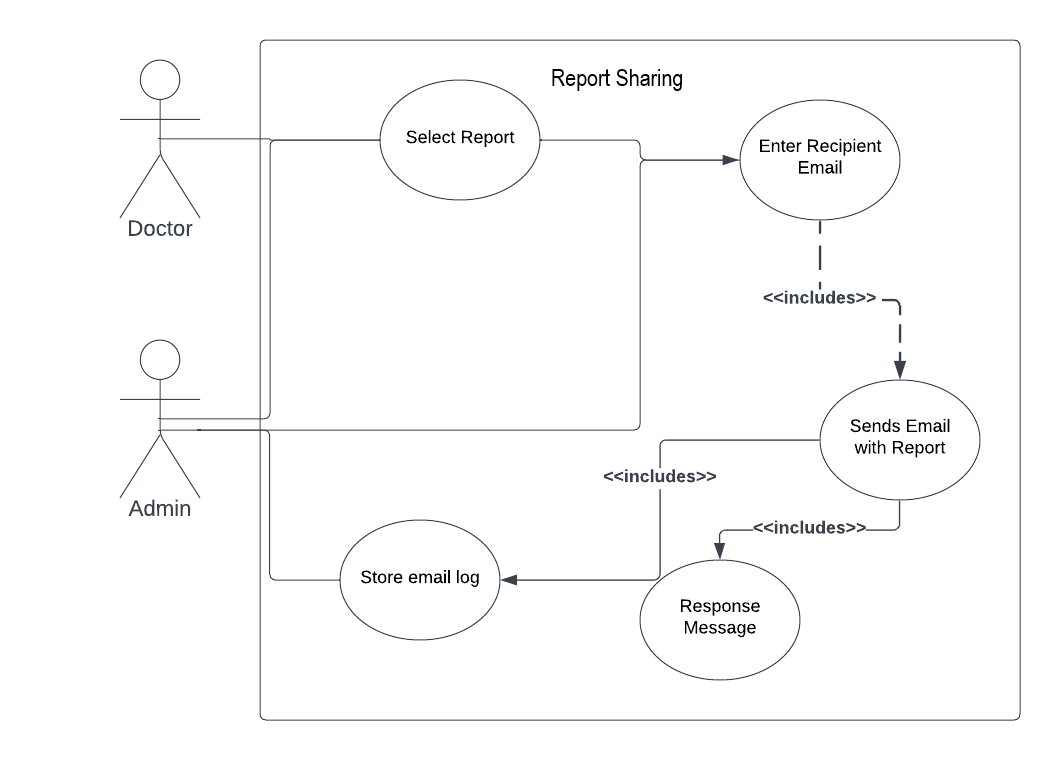 Report Sharing
Select Report
Enter Recipient
Email
Doctor
<<includes>>
Sends Email
with Report
<<includes>>
Admin
<<includes>>
Store email log
Response
Message